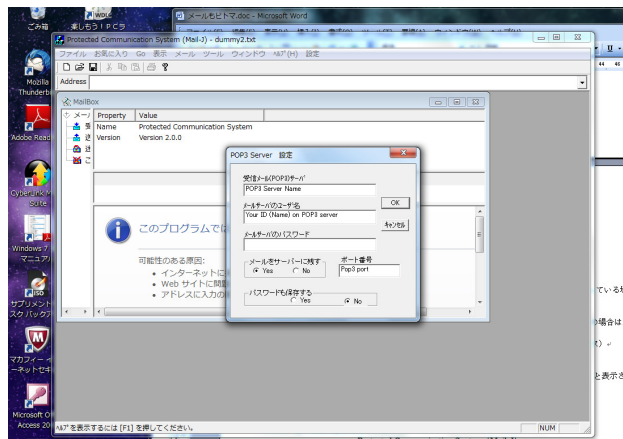 メールもヒトマ.doc - Microsoft Word
ごみ箱
楽しもう！PCラ
Protected Communication System (Mail-J) - dummy2.txt
ファイル お気に入り Go 表示 メール ツール ウィンドウ ﾍﾙﾌﾟ(H) 設定
Address
Mozilla
Thunderbi
MailBox
メー/
Property
Value
Name
Protected Communication System
Version
Version 2.0.0
Adobe Read
POP3 Server 設定
受信ﾒｰﾙ(POP3)ｻｰﾊﾞ
POP3 Server Name
OK
ﾒｰﾙｻｰﾊﾞのﾕｰｻﾞ名
Your ID (Name) on POP3 server
ｷｬﾝｾﾙ
ﾒｰﾙｻｰﾊﾞのパスワード
メールをサーバーに残す
Yes
No
ポート番号
Pop3 port
パスワードも保存する
Yes
No
CyberLink M
Suite
このプログラムでは
可能性のある原因:
インターネットに
Web サイトに問題
アドレスに入力の
Windows 7
マニュア
サプリメント
スク バック
マカフィー イ
ーネットセキ
Microsoft O
Access 20
ﾍﾙﾌﾟを表示するには [F1] を押してください。
NUM
44 46
ている場
の場合は
と表示さ